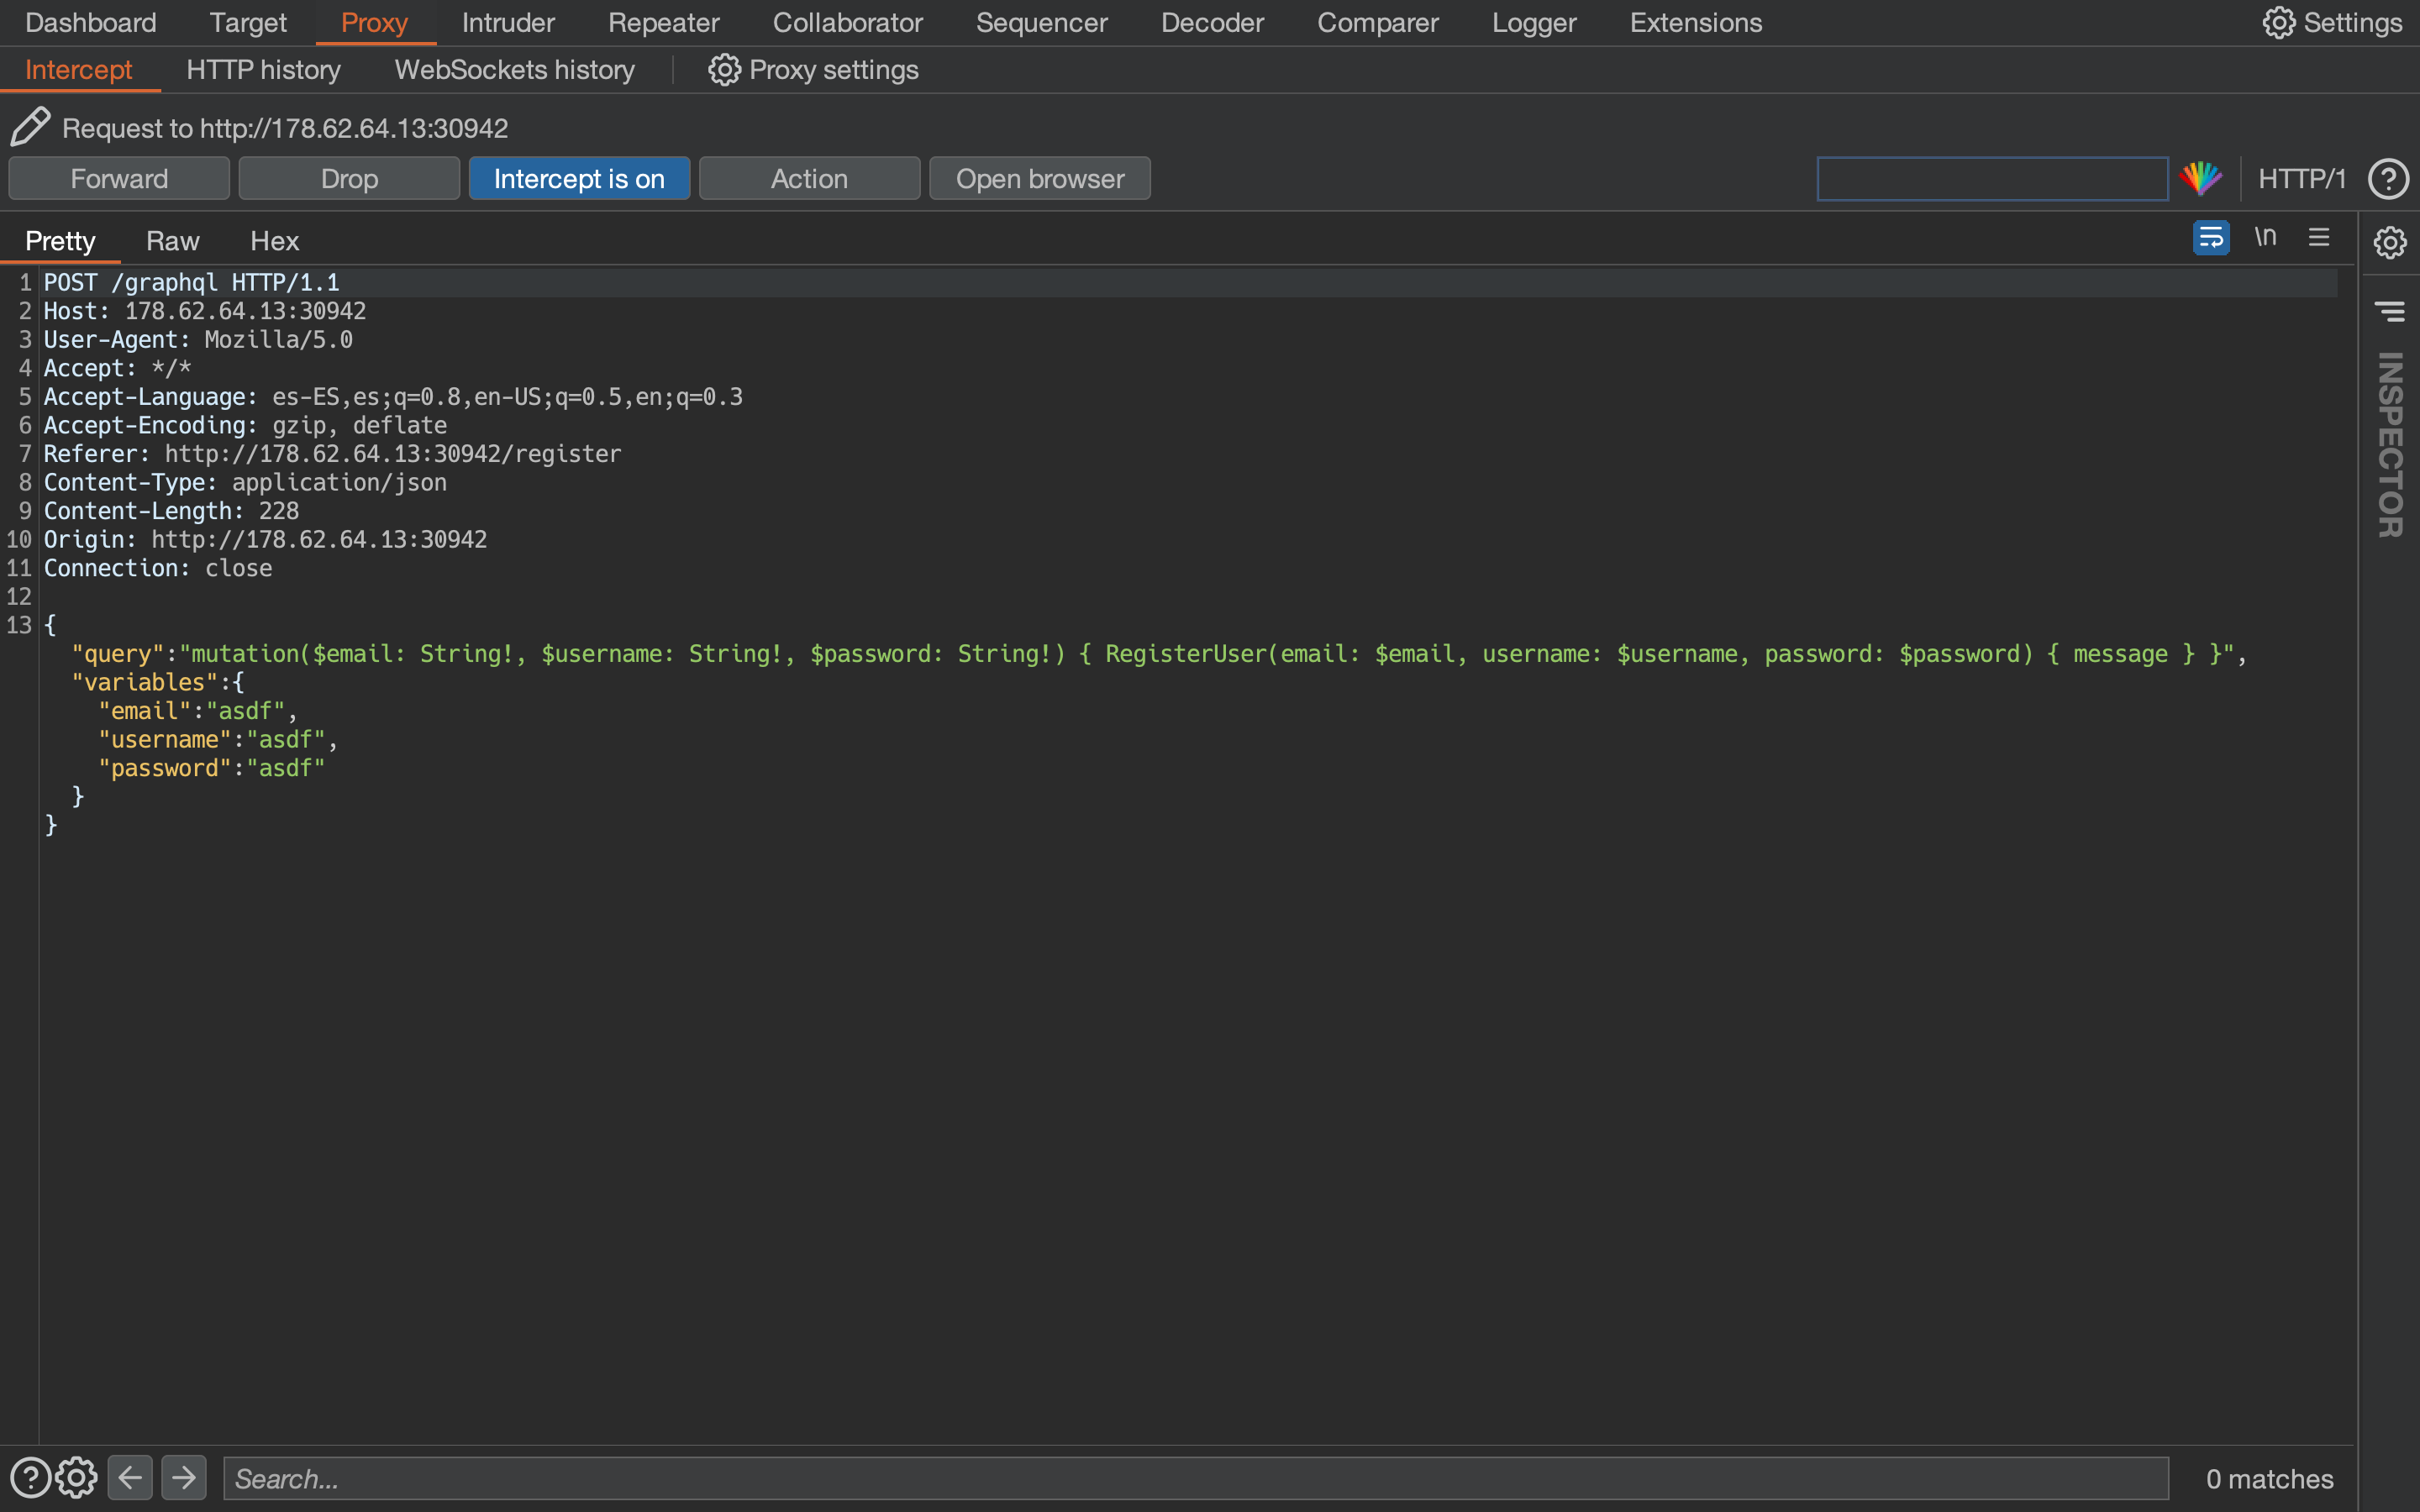 Dashboard Target Proxy Intruder Repeater Collaborator Sequencer Decoder Comparer Logger Extensions Settings
Intercept HTTP history WebSockets history Proxy settings
Request to http://178.62.64.13:30942
Forward Drop Intercept is on Action Open browser HTTP/1 ?
Pretty Raw Hex \n
1 POST /graphql HTTP/1.1
2 Host: 178.62.64.13:30942
3 User-Agent: Mozilla/5.0
4 Accept: */*
5 Accept-Language: es-ES,es;q=0.8,en-US;q=0.5,en;q=0.3
6 Accept-Encoding: gzip, deflate
7 Referer: http://178.62.64.13:30942/register
8 Content-Type: application/json
9 Content-Length: 228
10 Origin: http://178.62.64.13:30942
11 Connection: close
12
13 {
"query":"mutation($email: String!, $username: String!, $password: String!) { RegisterUser(email: $email, username: $username, password: $password) { message } }",
"variables":{
"email":"asdf",
"username":"asdf",
"password":"asdf"
}
}
INSPECTOR
? Search... 0 matches